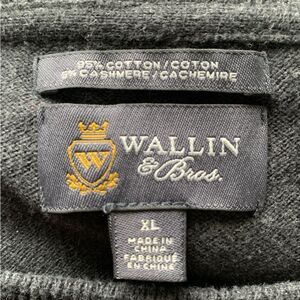 95% COTTON/COTON
5% CASHMERE/CACHEMIRE
W
WALLIN
& Bros.
XL
MADE IN
CHINA
FABRIQUÉ
EN CHINE